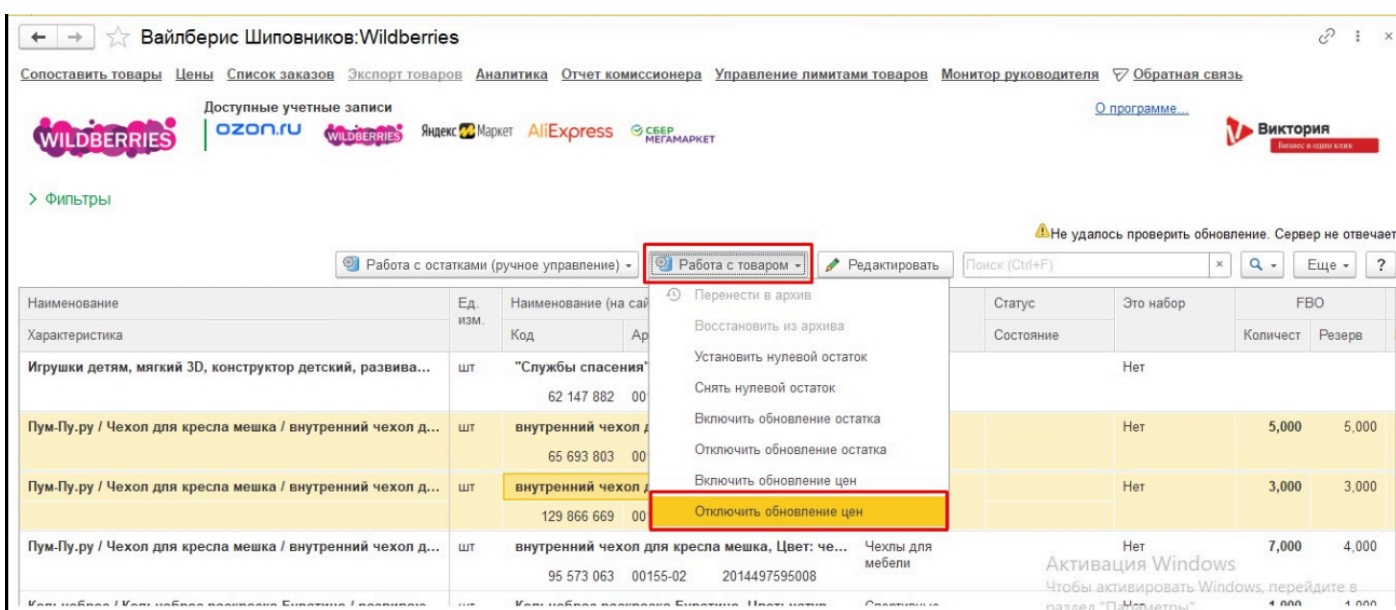 Вайлберис Шиповников:Wildberries
Сопоставить товары Цены Список заказов Экспорт товаров Аналитика Отчет комиссионера Управление лимитами товаров Монитор руководителя Обратная связь
Доступные учетные записи
О программе...
WILDBERRIES
ozon.ru WILDBERRIES Яндекс Маркет AliExpress СБЕР МЕГАМАРКЕТ
Виктория
Бизнес в один клик
Фильтры
Не удалось проверить обновление. Сервер не отвечает
Работа с остатками (ручное управление) Работа с товаром Редактировать Поиск (Ctrl+F) × Еще ?
Наименование Ед. изм. Наименование (на сай Статус Это набор FBO
Характеристика Код Ар Состояние Количест Резерв
Перенести в архив
Восстановить из архива
Установить нулевой остаток
Снять нулевой остаток
Включить обновление остатка
Отключить обновление остатка
Включить обновление цен
Отключить обновление цен
Игрушки детям, мягкий 3D, конструктор детский, развива... шт "Службы спасения" Нет
62 147 882 00
Пум-Пу.ру / Чехол для кресла мешка / внутренний чехол д... шт внутренний чехол д Нет 5,000 5,000
65 693 803 00
Пум-Пу.ру / Чехол для кресла мешка / внутренний чехол д... шт внутренний чехол д Нет 3,000 3,000
129 866 669 00
Пум-Пу.ру / Чехол для кресла мешка / внутренний чехол д... шт внутренний чехол для кресла мешка, Цвет: че... Чехлы для мебели Нет 7,000 4,000
95 573 063 00155-02 2014497595008
Активация Windows
Чтобы активировать Windows, перейдите в
раздел "Параметры".